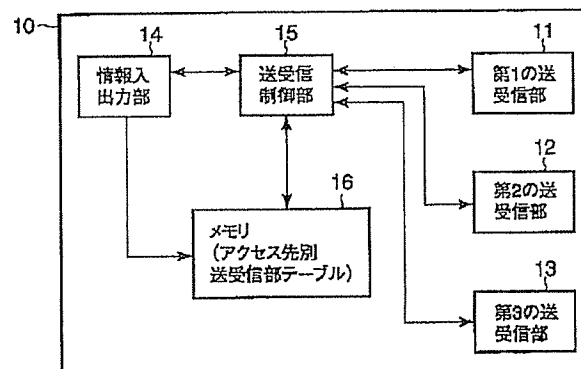 10
14
情報入
出力部
15
送受信
制御部
11
第1の送
受信部
12
第2の送
受信部
16
メモリ
(アクセス先別
送受信部テーブル)
13
第3の送
受信部